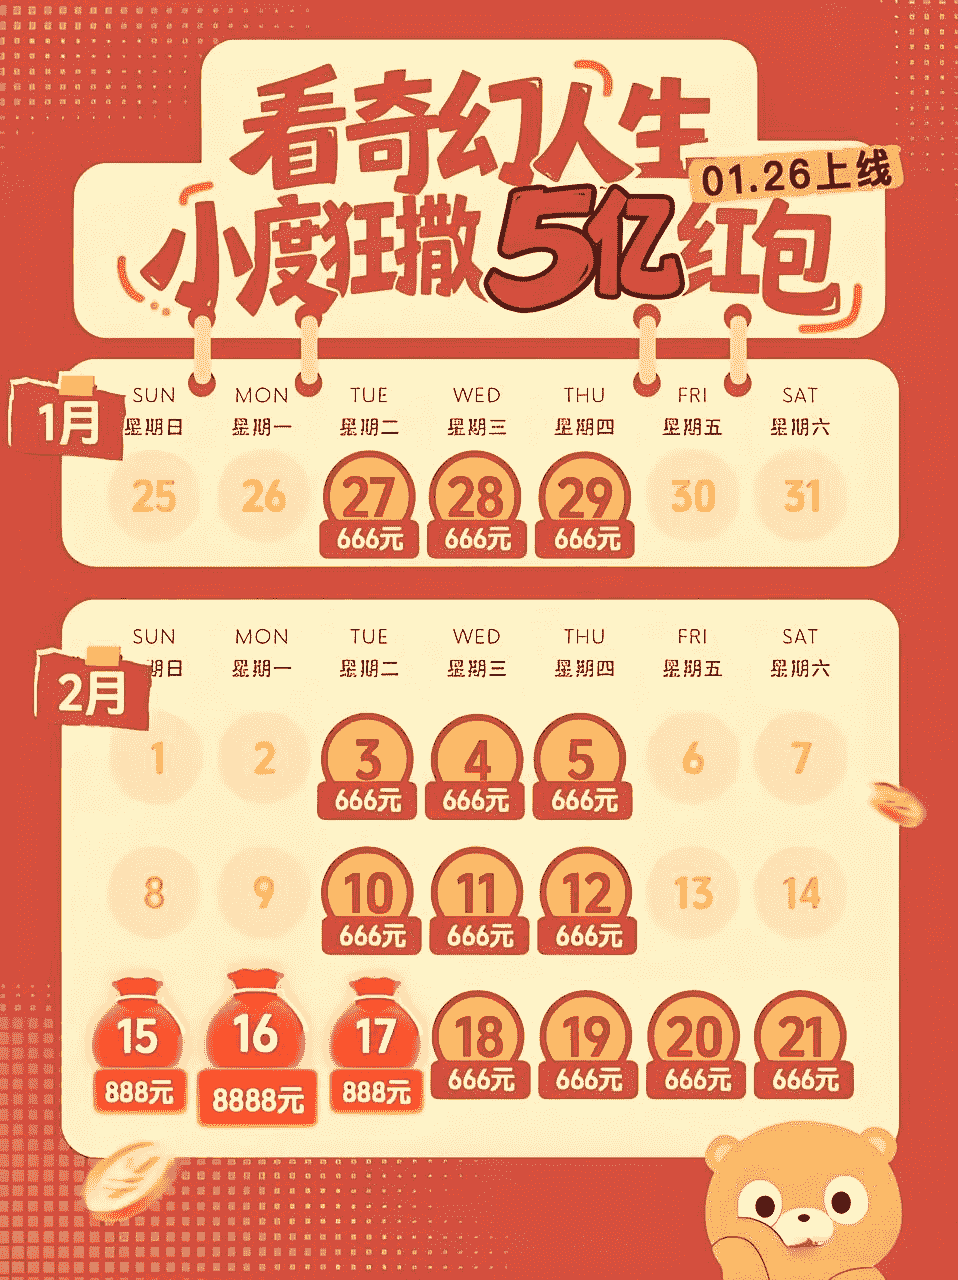 看奇幻人生
01.26上线
小度狂撒5亿红包
1月
SUN MON TUE WED THU FRI SAT
星期日 星期一 星期二 星期三 星期四 星期五 星期六
25 26 27 28 29 30 31
666元 666元 666元
2月
SUN MON TUE WED THU FRI SAT
期日 星期一 星期二 星期三 星期四 星期五 星期六
1 2 3 4 5 6 7
666元 666元 666元
8 9 10 11 12 13 14
666元 666元 666元
15 16 17 18 19 20 21
888元 8888元 888元 666元 666元 666元 666元